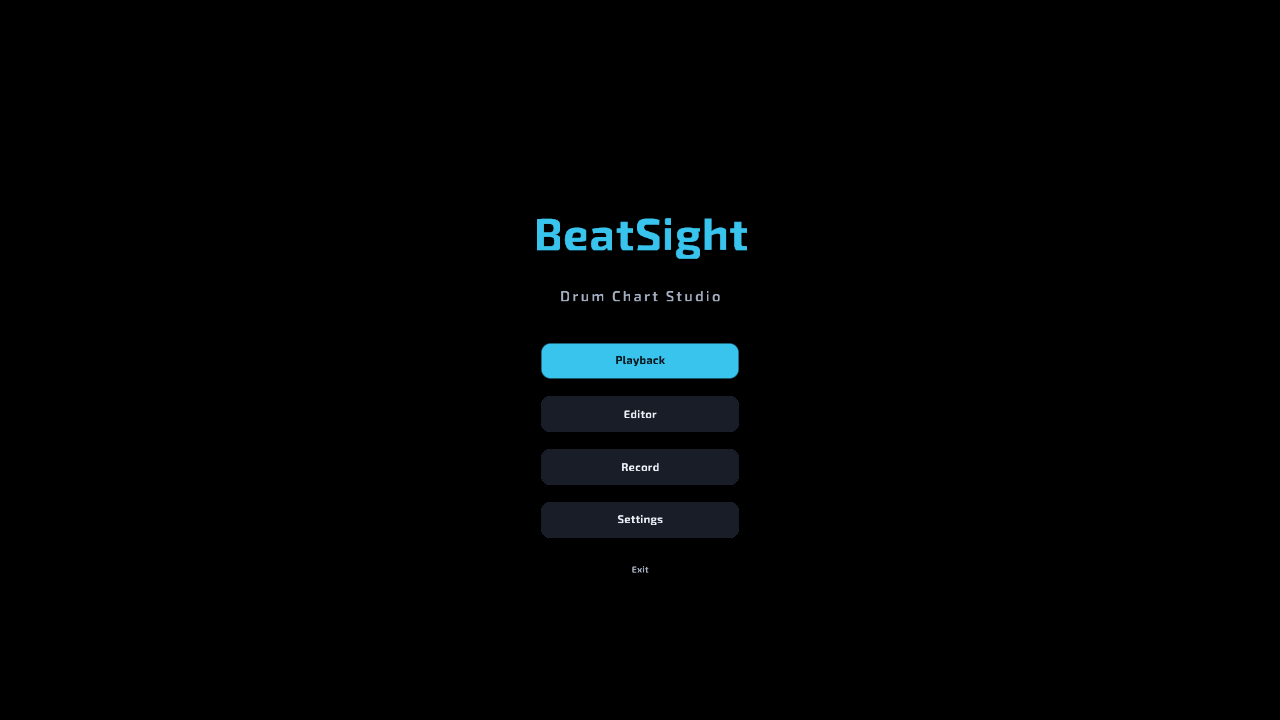 BeatSight
Drum Chart Studio
Playback
Editor
Record
Settings
Exit